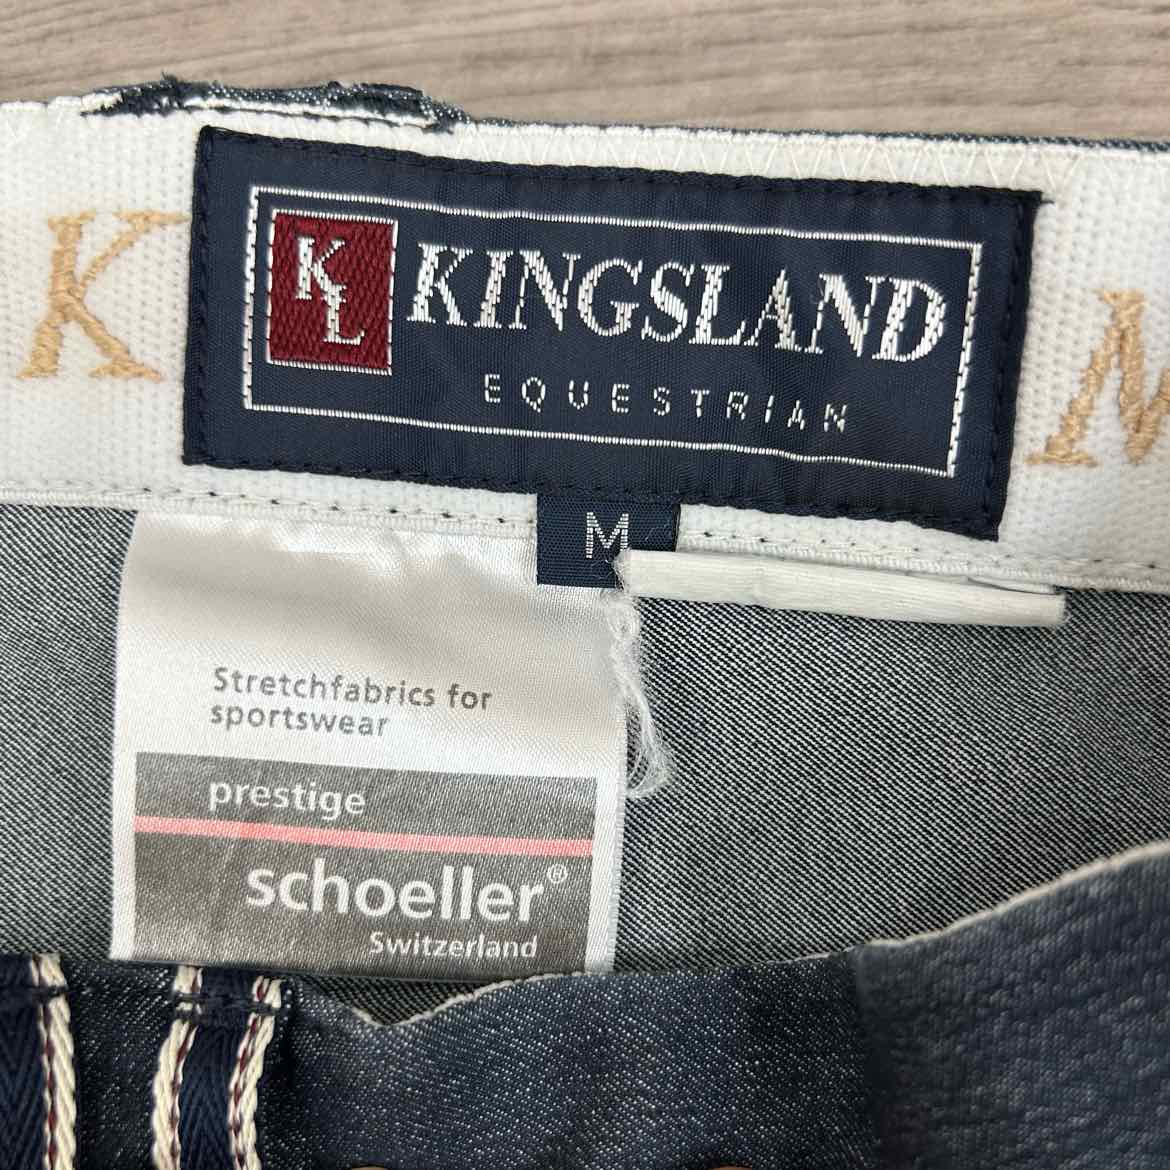 K
KL
KINGSLAND
EQUESTRIAN
M
M
Stretchfabrics for
sportswear
prestige
schoeller®
Switzerland